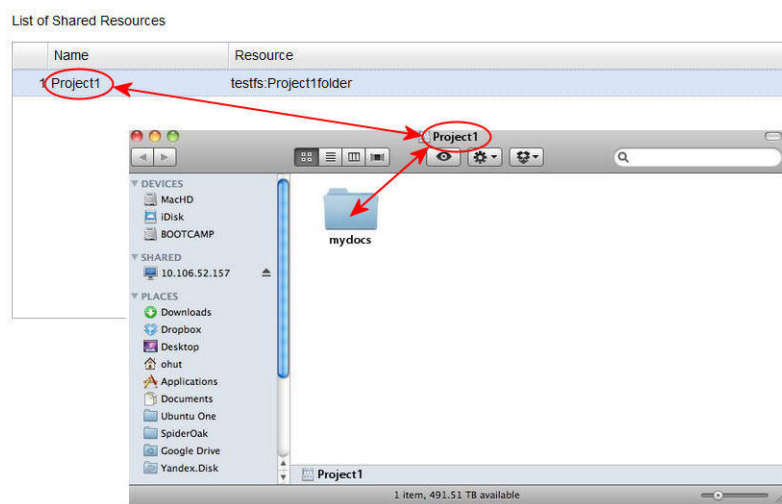 List of Shared Resources
Name Resource
1 Project1 testfs:Project1folder
Project1
DEVICES
MacHD
iDisk
BOOTCAMP
SHARED
10.106.52.157
PLACES
Downloads
Dropbox
Desktop
ohut
Applications
Documents
Ubuntu One
SpiderOak
Google Drive
Yandex.Disk
mydocs
Project1
1 item, 491.51 TB available